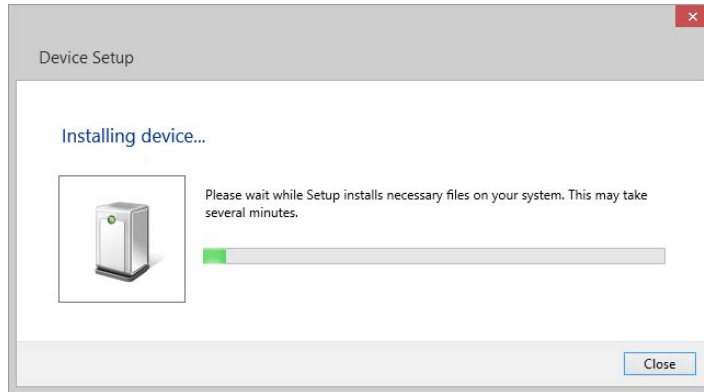 Device Setup
Installing device...
Please wait while Setup installs necessary files on your system. This may take
several minutes.
Close